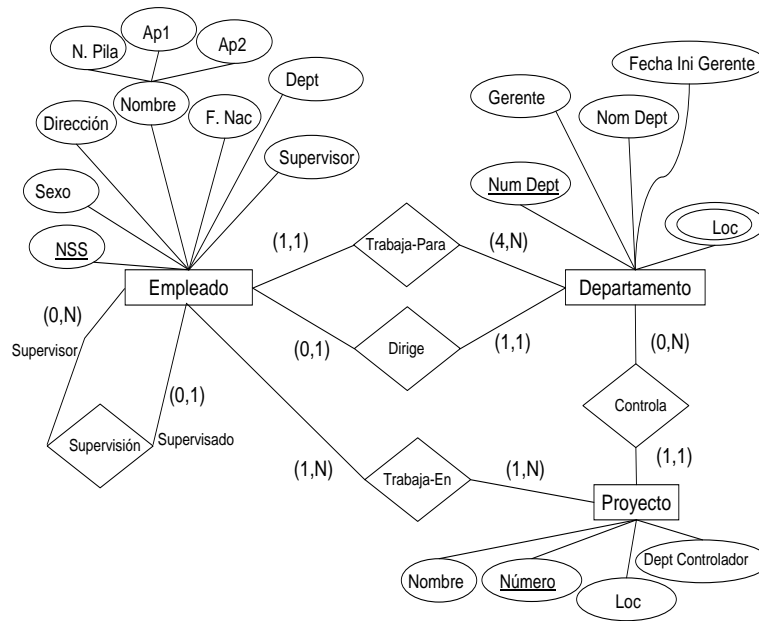 Ap1
N. Pila
Ap2
Fecha Ini Gerente
Dept
Gerente
Nombre
F. Nac
Nom Dept
Dirección
Supervisor
Num Dept
Sexo
Loc
NSS
(1,1)
Trabaja-Para
(4,N)
Empleado
Departamento
(0,N)
Supervisor
(0,1)
Dirige
(1,1)
(0,N)
(0,1)
Controla
Supervisión
Supervisado
(1,1)
(1,N)
Trabaja-En
(1,N)
Proyecto
Dept Controlador
Nombre
Número
Loc